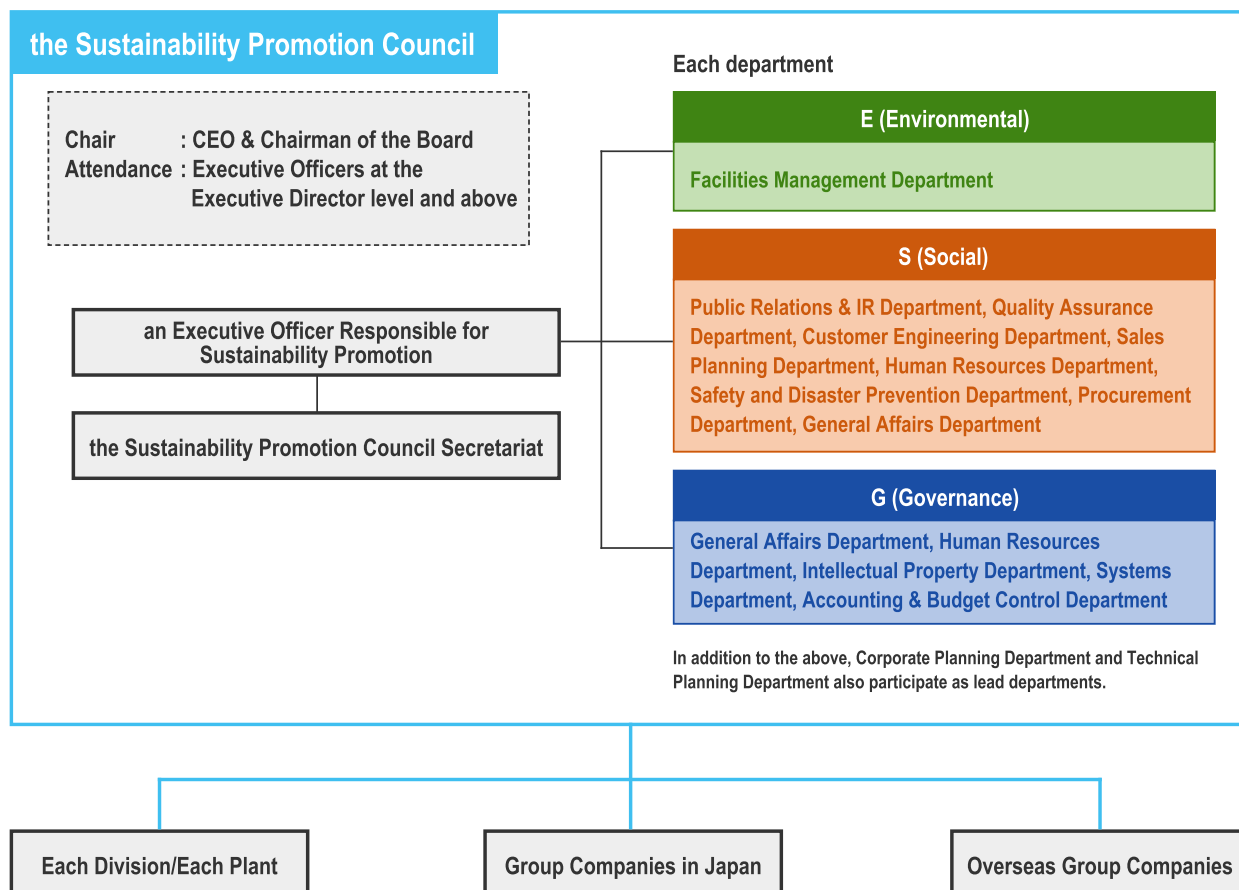 the Sustainability Promotion Council
Chair : CEO & Chairman of the Board
Attendance : Executive Officers at the
Executive Director level and above
an Executive Officer Responsible for
Sustainability Promotion
the Sustainability Promotion Council Secretariat
Each department
E (Environmental)
Facilities Management Department
S (Social)
Public Relations & IR Department, Quality Assurance
Department, Customer Engineering Department, Sales
Planning Department, Human Resources Department,
Safety and Disaster Prevention Department, Procurement
Department, General Affairs Department
G (Governance)
General Affairs Department, Human Resources
Department, Intellectual Property Department, Systems
Department, Accounting & Budget Control Department
In addition to the above, Corporate Planning Department and Technical
Planning Department also participate as lead departments.
Each Division/Each Plant
Group Companies in Japan
Overseas Group Companies